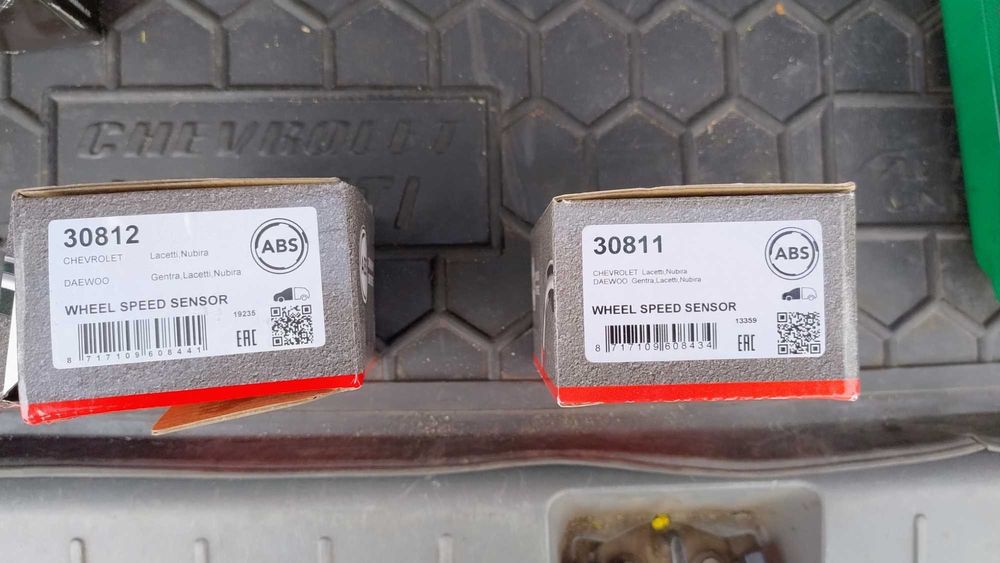 CHEVROLET
30812
ABS
CHEVROLET Lacetti,Nubira
DAEWOO Gentra,Lacetti,Nubira
WHEEL SPEED SENSOR
19235
EAC
8 717109 608441
30811
ABS
CHEVROLET Lacetti,Nubira
DAEWOO Gentra,Lacetti,Nubira
WHEEL SPEED SENSOR
13359
EAC
8 717109 608434